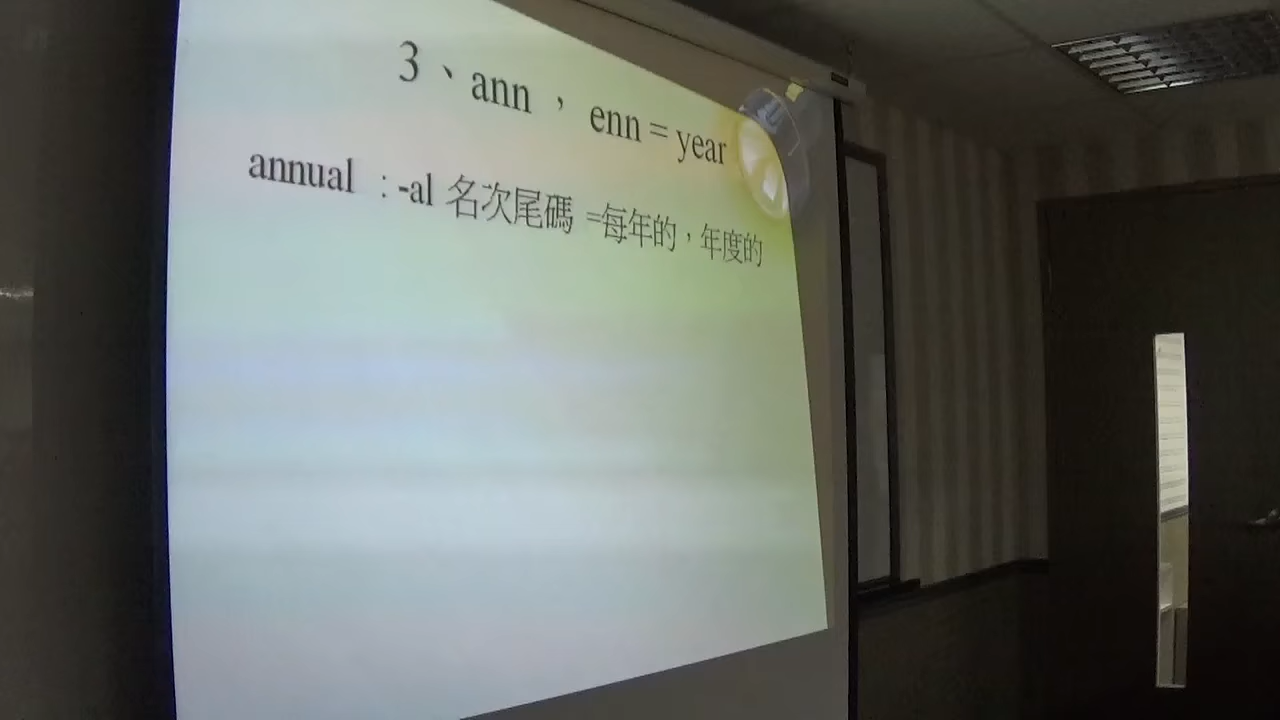 3、ann，enn = year
annual ：-al 名次尾碼 =每年的，年度的